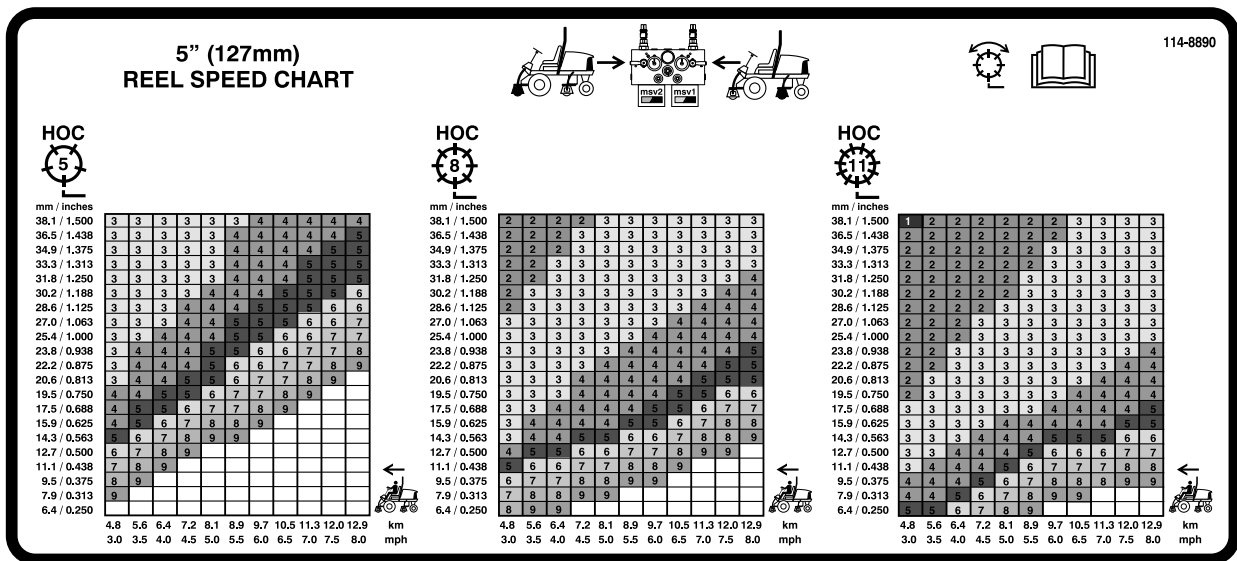 5” (127mm)
REEL SPEED CHART
msv2 msv1
114-8890
HOC
5
mm / inches
38.1 / 1.500 3 3 3 3 3 3 4 4 4 4 4
36.5 / 1.438 3 3 3 3 3 4 4 4 4 4 5
34.9 / 1.375 3 3 3 3 3 4 4 4 4 5 5
33.3 / 1.313 3 3 3 3 3 4 4 4 5 5 5
31.8 / 1.250 3 3 3 3 3 4 4 4 5 5 5
30.2 / 1.188 3 3 3 3 4 4 4 5 5 5 6
28.6 / 1.125 3 3 3 4 4 4 5 5 5 6 6
27.0 / 1.063 3 3 3 4 4 5 5 5 6 6 7
25.4 / 1.000 3 3 4 4 4 5 5 6 6 7 7
23.8 / 0.938 3 4 4 4 5 5 6 6 7 7 8
22.2 / 0.875 3 4 4 4 5 6 6 7 7 8 9
20.6 / 0.813 3 4 4 5 5 6 7 7 8 9
19.5 / 0.750 4 4 5 5 6 7 7 8 9
17.5 / 0.688 4 5 5 6 7 7 8 9
15.9 / 0.625 4 5 6 7 8 8 9
14.3 / 0.563 5 6 7 8 9 9
12.7 / 0.500 6 7 8 9
11.1 / 0.438 7 8 9
9.5 / 0.375 8 9
7.9 / 0.313 9
6.4 / 0.250
4.8 5.6 6.4 7.2 8.1 8.9 9.7 10.5 11.3 12.0 12.9 km
3.0 3.5 4.0 4.5 5.0 5.5 6.0 6.5 7.0 7.5 8.0 mph
HOC
8
mm / inches
38.1 / 1.500 2 2 2 2 3 3 3 3 3 3 3
36.5 / 1.438 2 2 2 3 3 3 3 3 3 3 3
34.9 / 1.375 2 2 2 3 3 3 3 3 3 3 3
33.3 / 1.313 2 2 3 3 3 3 3 3 3 3 3
31.8 / 1.250 2 2 3 3 3 3 3 3 3 3 4
30.2 / 1.188 2 3 3 3 3 3 3 3 3 4 4
28.6 / 1.125 2 3 3 3 3 3 3 3 4 4 4
27.0 / 1.063 3 3 3 3 3 3 3 4 4 4 4
25.4 / 1.000 3 3 3 3 3 3 3 4 4 4 4
23.8 / 0.938 3 3 3 3 3 4 4 4 4 4 5
22.2 / 0.875 3 3 3 3 4 4 4 4 4 5 5
20.6 / 0.813 3 3 3 4 4 4 4 4 5 5 5
19.5 / 0.750 3 3 3 4 4 4 4 5 5 6 6
17.5 / 0.688 3 3 4 4 4 4 5 5 6 7 7
15.9 / 0.625 3 4 4 4 4 5 5 6 7 7 8
14.3 / 0.563 3 4 4 5 5 6 6 7 8 8 9
12.7 / 0.500 4 5 5 6 6 7 7 8 9 9
11.1 / 0.438 5 6 6 7 7 8 8 9
9.5 / 0.375 6 7 7 8 8 9 9
7.9 / 0.313 7 8 8 9 9
6.4 / 0.250 8 9 9
4.8 5.6 6.4 7.2 8.1 8.9 9.7 10.5 11.3 12.0 12.9 km
3.0 3.5 4.0 4.5 5.0 5.5 6.0 6.5 7.0 7.5 8.0 mph
HOC
11
mm / inches
38.1 / 1.500 1 2 2 2 2 2 2 3 3 3 3
36.5 / 1.438 2 2 2 2 2 2 2 3 3 3 3
34.9 / 1.375 2 2 2 2 2 2 3 3 3 3 3
33.3 / 1.313 2 2 2 2 2 2 3 3 3 3 3
31.8 / 1.250 2 2 2 2 2 3 3 3 3 3 3
30.2 / 1.188 2 2 2 2 2 3 3 3 3 3 3
28.6 / 1.125 2 2 2 2 3 3 3 3 3 3 3
27.0 / 1.063 2 2 2 3 3 3 3 3 3 3 3
25.4 / 1.000 2 2 2 3 3 3 3 3 3 3 3
23.8 / 0.938 2 2 3 3 3 3 3 3 3 3 4
22.2 / 0.875 2 2 3 3 3 3 3 3 3 4 4
20.6 / 0.813 2 3 3 3 3 3 3 3 4 4 4
19.5 / 0.750 3 3 3 3 3 3 3 4 4 4 4
17.5 / 0.688 3 3 3 3 3 3 4 4 4 4 5
15.9 / 0.625 3 3 3 3 4 4 4 4 4 5 5
14.3 / 0.563 3 3 3 4 4 4 5 5 5 6 6
12.7 / 0.500 3 3 4 4 4 5 6 6 6 7 7
11.1 / 0.438 3 4 4 4 5 6 6 7 7 8 8
9.5 / 0.375 4 4 4 5 6 7 7 8 8 9 9
7.9 / 0.313 4 4 5 6 7 8 9 9
6.4 / 0.250 5 5 6 7 8 9
4.8 5.6 6.4 7.2 8.1 8.9 9.7 10.5 11.3 12.0 12.9 km
3.0 3.5 4.0 4.5 5.0 5.5 6.0 6.5 7.0 7.5 8.0 mph